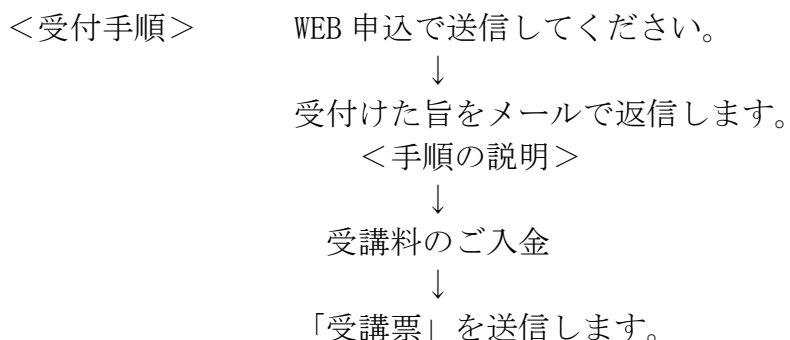 ＜受付手順＞　　　WEB 申込で送信してください。
↓
受付けた旨をメールで返信します。
＜手順の説明＞
↓
受講料のご入金
↓
「受講票」を送信します。